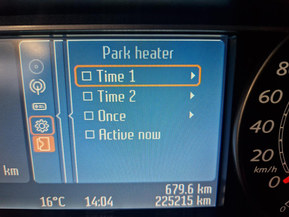 Park heater
Time 1
Time 2
Once
Active now
km
679.6 km
16°C 14:04 225215 km
80
60
40
20
km/h
0